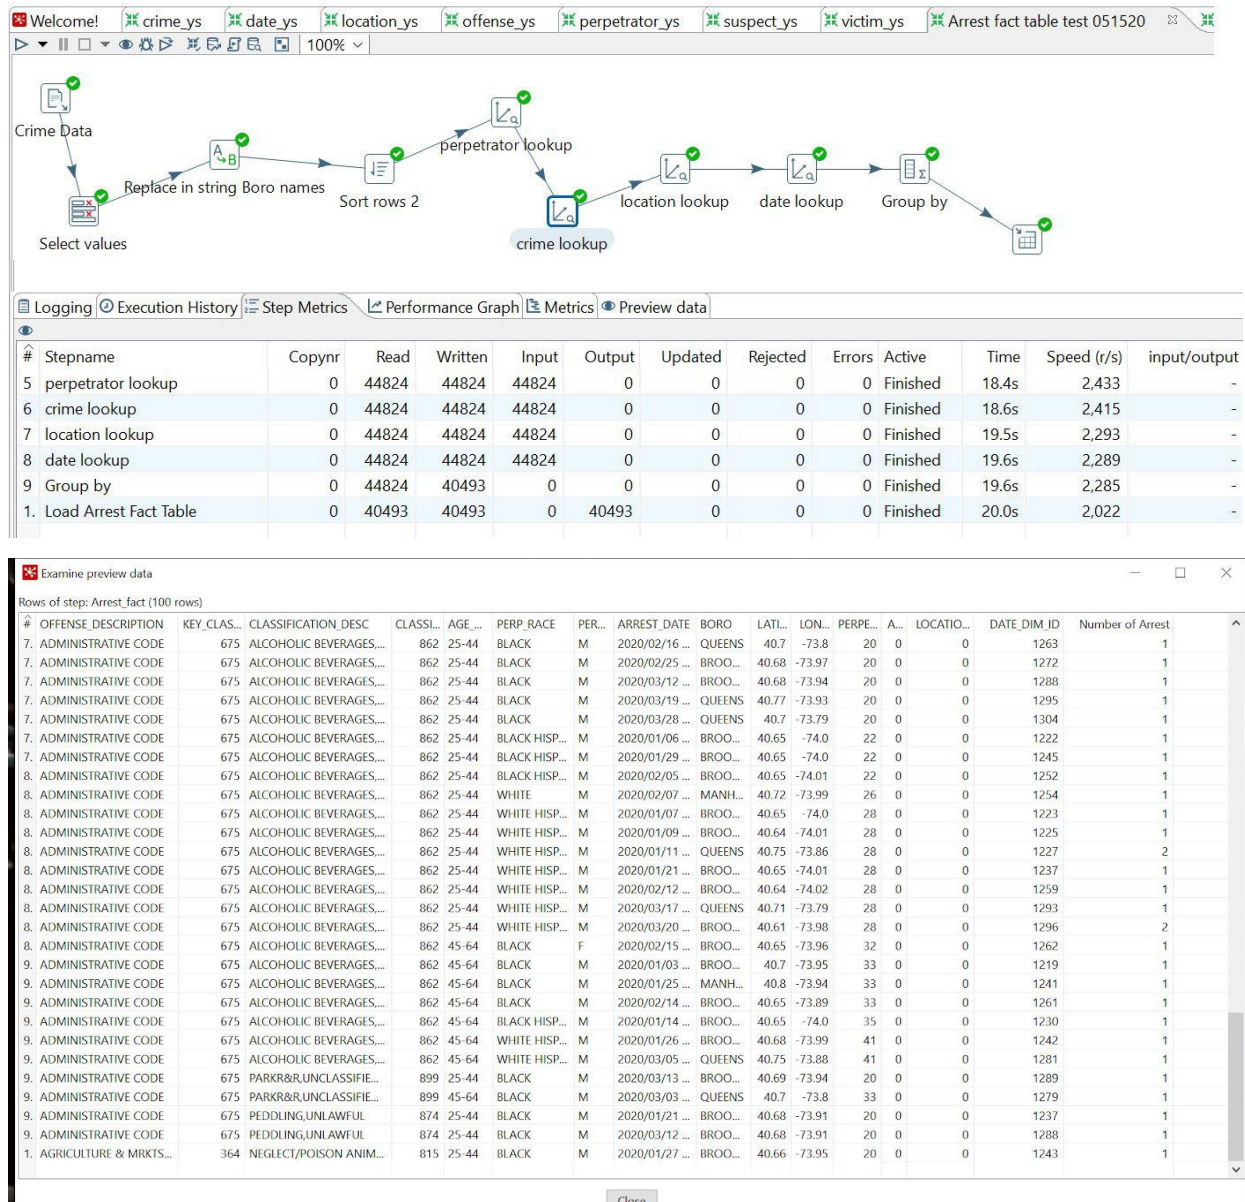 Welcome! crime_ys date_ys location_ys offense_ys perpetrator_ys suspect_ys victim_ys Arrest fact table test 051520
100%
Crime Data
perpetrator lookup
Replace in string Boro names
Sort rows 2
location lookup
date lookup
Group by
Select values
crime lookup
Logging Execution History Step Metrics Performance Graph Metrics Preview data
# Stepname Copynr Read Written Input Output Updated Rejected Errors Active Time Speed (r/s) input/output
5 perpetrator lookup 0 44824 44824 44824 0 0 0 0 Finished 18.4s 2,433 -
6 crime lookup 0 44824 44824 44824 0 0 0 0 Finished 18.6s 2,415 -
7 location lookup 0 44824 44824 44824 0 0 0 0 Finished 19.5s 2,293 -
8 date lookup 0 44824 44824 44824 0 0 0 0 Finished 19.6s 2,289 -
9 Group by 0 44824 40493 0 0 0 0 0 Finished 19.6s 2,285 -
1. Load Arrest Fact Table 0 40493 40493 0 40493 0 0 0 Finished 20.0s 2,022 -
Examine preview data
Rows of step: Arrest_fact (100 rows)
# OFFENSE_DESCRIPTION KEY_CLAS... CLASSIFICATION_DESC CLASSI... AGE_... PERP_RACE PER... ARREST_DATE BORO LATI... LON... PERPE... A... LOCATIO... DATE_DIM_ID Number of Arrest
7. ADMINISTRATIVE CODE 675 ALCOHOLIC BEVERAGES,... 862 25-44 BLACK M 2020/02/16 ... QUEENS 40.7 -73.8 20 0 0 1263 1
7. ADMINISTRATIVE CODE 675 ALCOHOLIC BEVERAGES,... 862 25-44 BLACK M 2020/02/25 ... BROO... 40.68 -73.97 20 0 0 1272 1
7. ADMINISTRATIVE CODE 675 ALCOHOLIC BEVERAGES,... 862 25-44 BLACK M 2020/03/12 ... BROO... 40.68 -73.94 20 0 0 1288 1
7. ADMINISTRATIVE CODE 675 ALCOHOLIC BEVERAGES,... 862 25-44 BLACK M 2020/03/19 ... QUEENS 40.77 -73.93 20 0 0 1295 1
7. ADMINISTRATIVE CODE 675 ALCOHOLIC BEVERAGES,... 862 25-44 BLACK M 2020/03/28 ... QUEENS 40.7 -73.79 20 0 0 1304 1
7. ADMINISTRATIVE CODE 675 ALCOHOLIC BEVERAGES,... 862 25-44 BLACK HISP... M 2020/01/06 ... BROO... 40.65 -74.0 22 0 0 1222 1
7. ADMINISTRATIVE CODE 675 ALCOHOLIC BEVERAGES,... 862 25-44 BLACK HISP... M 2020/01/29 ... BROO... 40.65 -74.0 22 0 0 1245 1
8. ADMINISTRATIVE CODE 675 ALCOHOLIC BEVERAGES,... 862 25-44 BLACK HISP... M 2020/02/05 ... BROO... 40.65 -74.01 22 0 0 1252 1
8. ADMINISTRATIVE CODE 675 ALCOHOLIC BEVERAGES,... 862 25-44 WHITE M 2020/02/07 ... MANH... 40.72 -73.99 26 0 0 1254 1
8. ADMINISTRATIVE CODE 675 ALCOHOLIC BEVERAGES,... 862 25-44 WHITE HISP... M 2020/01/07 ... BROO... 40.65 -74.0 28 0 0 1223 1
8. ADMINISTRATIVE CODE 675 ALCOHOLIC BEVERAGES,... 862 25-44 WHITE HISP... M 2020/01/09 ... BROO... 40.64 -74.01 28 0 0 1225 1
8. ADMINISTRATIVE CODE 675 ALCOHOLIC BEVERAGES,... 862 25-44 WHITE HISP... M 2020/01/11 ... QUEENS 40.75 -73.86 28 0 0 1227 2
8. ADMINISTRATIVE CODE 675 ALCOHOLIC BEVERAGES,... 862 25-44 WHITE HISP... M 2020/01/21 ... BROO... 40.65 -74.01 28 0 0 1237 1
8. ADMINISTRATIVE CODE 675 ALCOHOLIC BEVERAGES,... 862 25-44 WHITE HISP... M 2020/02/12 ... BROO... 40.64 -74.02 28 0 0 1259 1
8. ADMINISTRATIVE CODE 675 ALCOHOLIC BEVERAGES,... 862 25-44 WHITE HISP... M 2020/03/17 ... QUEENS 40.71 -73.79 28 0 0 1293 1
8. ADMINISTRATIVE CODE 675 ALCOHOLIC BEVERAGES,... 862 25-44 WHITE HISP... M 2020/03/20 ... BROO... 40.61 -73.98 28 0 0 1296 2
8. ADMINISTRATIVE CODE 675 ALCOHOLIC BEVERAGES,... 862 45-64 BLACK F 2020/02/15 ... BROO... 40.65 -73.96 32 0 0 1262 1
9. ADMINISTRATIVE CODE 675 ALCOHOLIC BEVERAGES,... 862 45-64 BLACK M 2020/01/03 ... BROO... 40.7 -73.95 33 0 0 1219 1
9. ADMINISTRATIVE CODE 675 ALCOHOLIC BEVERAGES,... 862 45-64 BLACK M 2020/01/25 ... MANH... 40.8 -73.94 33 0 0 1241 1
9. ADMINISTRATIVE CODE 675 ALCOHOLIC BEVERAGES,... 862 45-64 BLACK M 2020/02/14 ... BROO... 40.65 -73.89 33 0 0 1261 1
9. ADMINISTRATIVE CODE 675 ALCOHOLIC BEVERAGES,... 862 45-64 BLACK HISP... M 2020/01/14 ... BROO... 40.65 -74.0 35 0 0 1230 1
9. ADMINISTRATIVE CODE 675 ALCOHOLIC BEVERAGES,... 862 45-64 WHITE HISP... M 2020/01/26 ... BROO... 40.68 -73.99 41 0 0 1242 1
9. ADMINISTRATIVE CODE 675 ALCOHOLIC BEVERAGES,... 862 45-64 WHITE HISP... M 2020/03/05 ... QUEENS 40.75 -73.88 41 0 0 1281 1
9. ADMINISTRATIVE CODE 675 PARKR&R,UNCLASSIFIE... 899 25-44 BLACK M 2020/03/13 ... BROO... 40.69 -73.94 20 0 0 1289 1
9. ADMINISTRATIVE CODE 675 PARKR&R,UNCLASSIFIE... 899 45-64 BLACK M 2020/03/03 ... QUEENS 40.7 -73.8 33 0 0 1279 1
9. ADMINISTRATIVE CODE 675 PEDDLING,UNLAWFUL 874 25-44 BLACK M 2020/01/21 ... BROO... 40.68 -73.91 20 0 0 1237 1
9. ADMINISTRATIVE CODE 675 PEDDLING,UNLAWFUL 874 25-44 BLACK M 2020/03/12 ... BROO... 40.68 -73.91 20 0 0 1288 1
1. AGRICULTURE & MRKTS... 364 NEGLECT/POISON ANIM... 815 25-44 BLACK M 2020/01/27 ... BROO... 40.66 -73.95 20 0 0 1243 1
Close